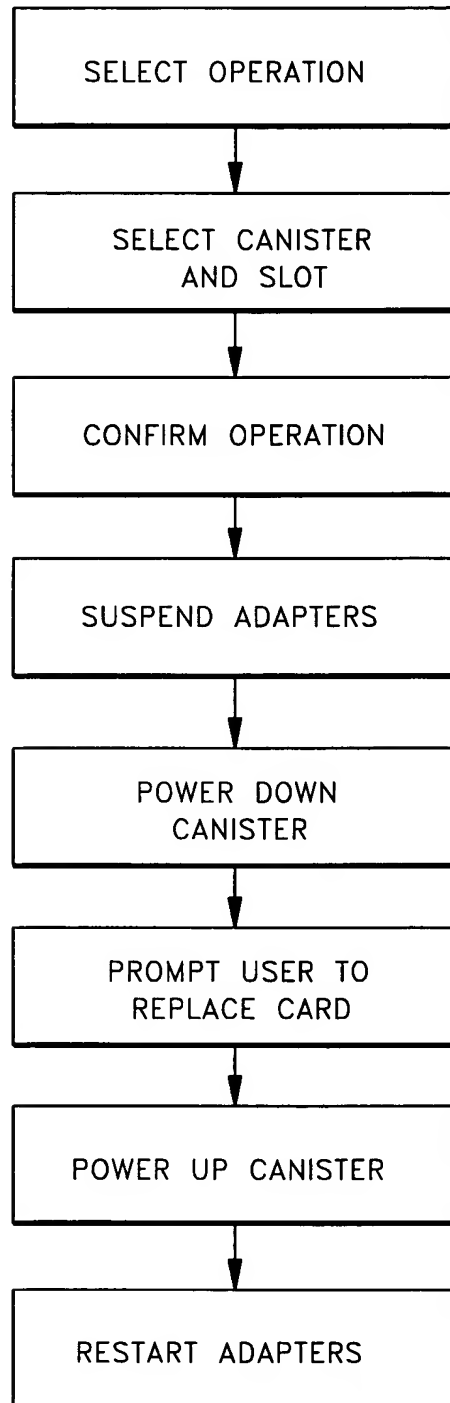 SELECT OPERATION
SELECT CANISTER
AND SLOT
CONFIRM OPERATION
SUSPEND ADAPTERS
POWER DOWN
CANISTER
PROMPT USER TO
REPLACE CARD
POWER UP CANISTER
RESTART ADAPTERS